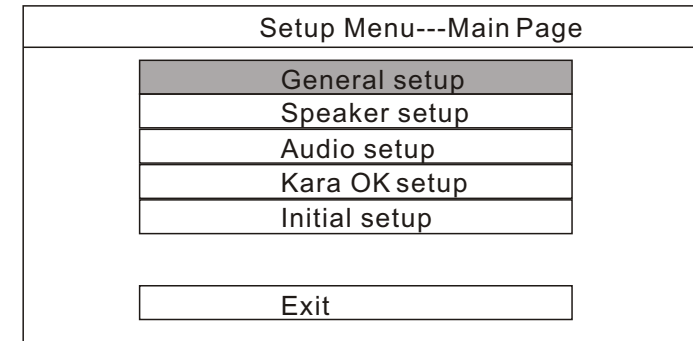 Setup Menu---Main Page
General setup
Speaker setup
Audio setup
Kara OK setup
Initial setup
Exit